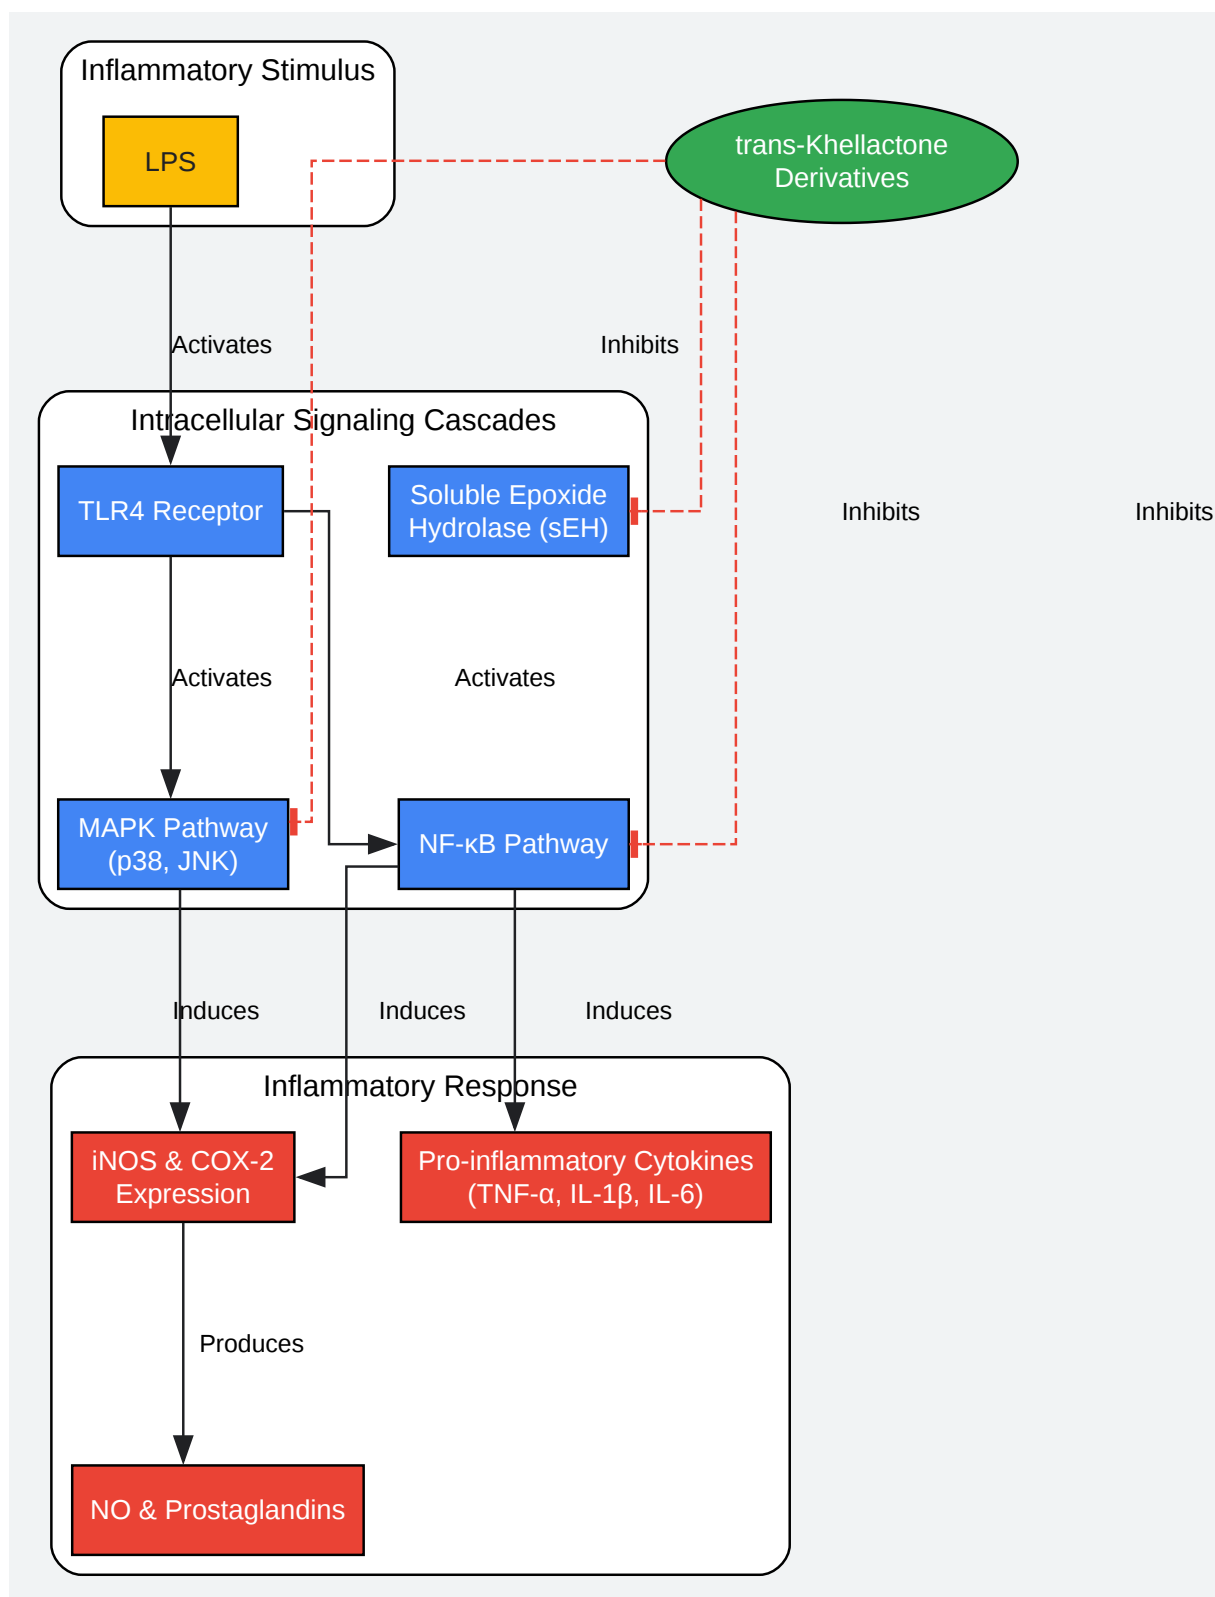 Inflammatory Stimulus
LPS
trans-Khellactone
Derivatives
Activates
Inhibits
Intracellular Signaling Cascades
TLR4 Receptor
Soluble Epoxide
Hydrolase (sEH)
Inhibits
Inhibits
Activates
Activates
MAPK Pathway
(p38, JNK)
NF-κB Pathway
Induces
Induces
Induces
Inflammatory Response
iNOS & COX-2
Expression
Pro-inflammatory Cytokines
(TNF-α, IL-1β, IL-6)
Produces
NO & Prostaglandins